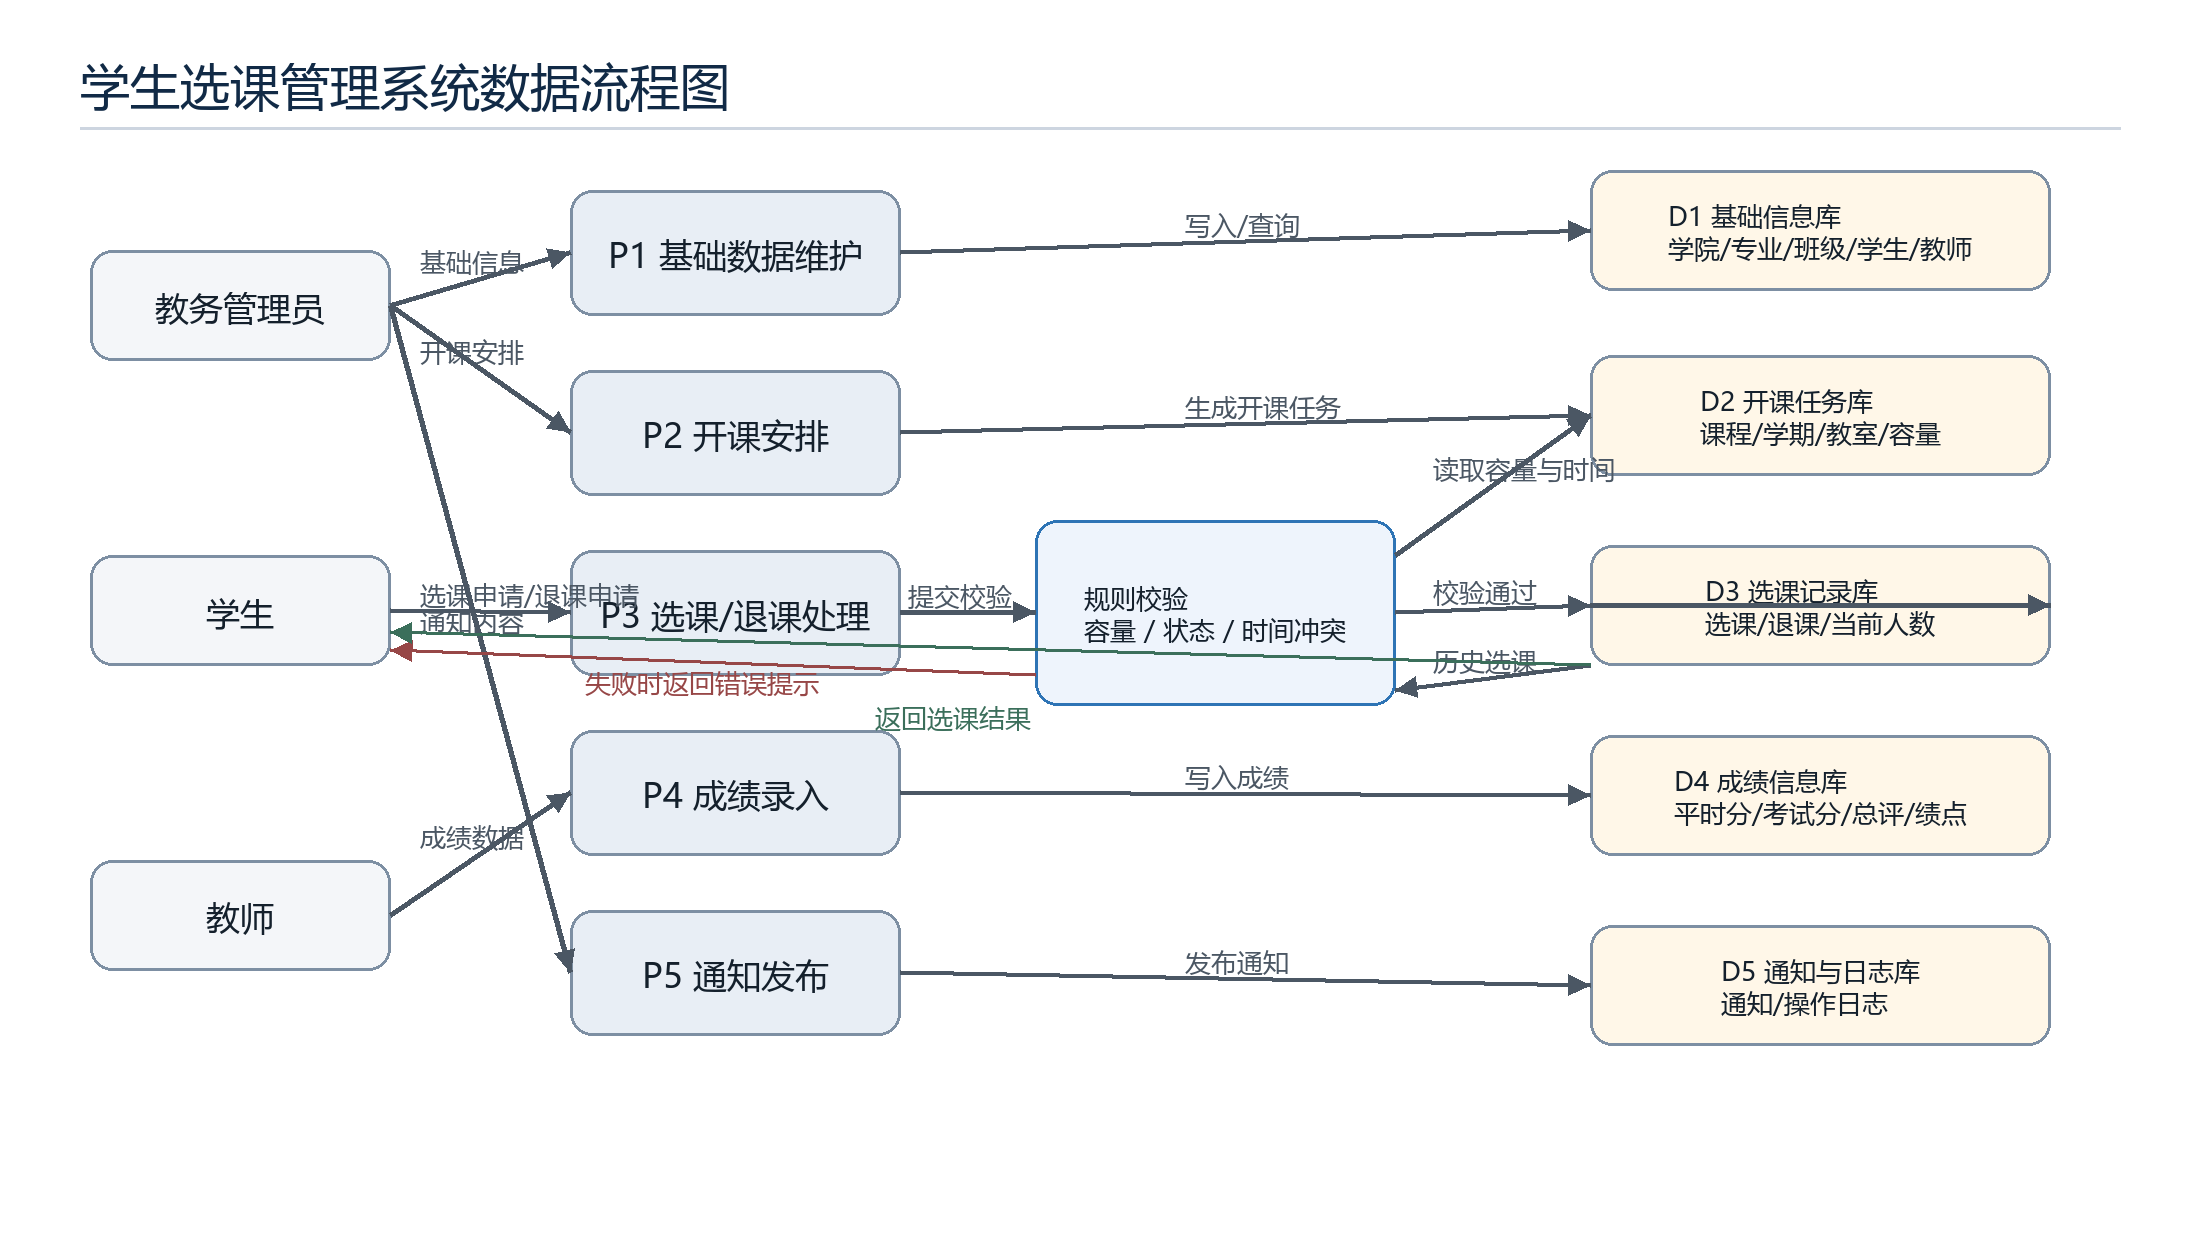 学生选课管理系统数据流程图
教务管理员
基础信息
开课安排
P1 基础数据维护
写入/查询
D1 基础信息库
学院/专业/班级/学生/教师
P2 开课安排
生成开课任务
D2 开课任务库
课程/学期/教室/容量
读取容量与时间
学生
选课申请/退课申请
通知内容
P3 选课/退课处理
提交校验
规则校验
容量 / 状态 / 时间冲突
校验通过
D3 选课记录库
选课/退课/当前人数
历史选课
失败时返回错误提示
返回选课结果
教师
成绩数据
P4 成绩录入
写入成绩
D4 成绩信息库
平时分/考试分/总评/绩点
P5 通知发布
发布通知
D5 通知与日志库
通知/操作日志